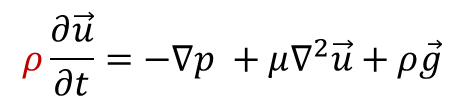 ρ ∂u⃗/∂t = −∇p + μ∇²u⃗ + ρg⃗